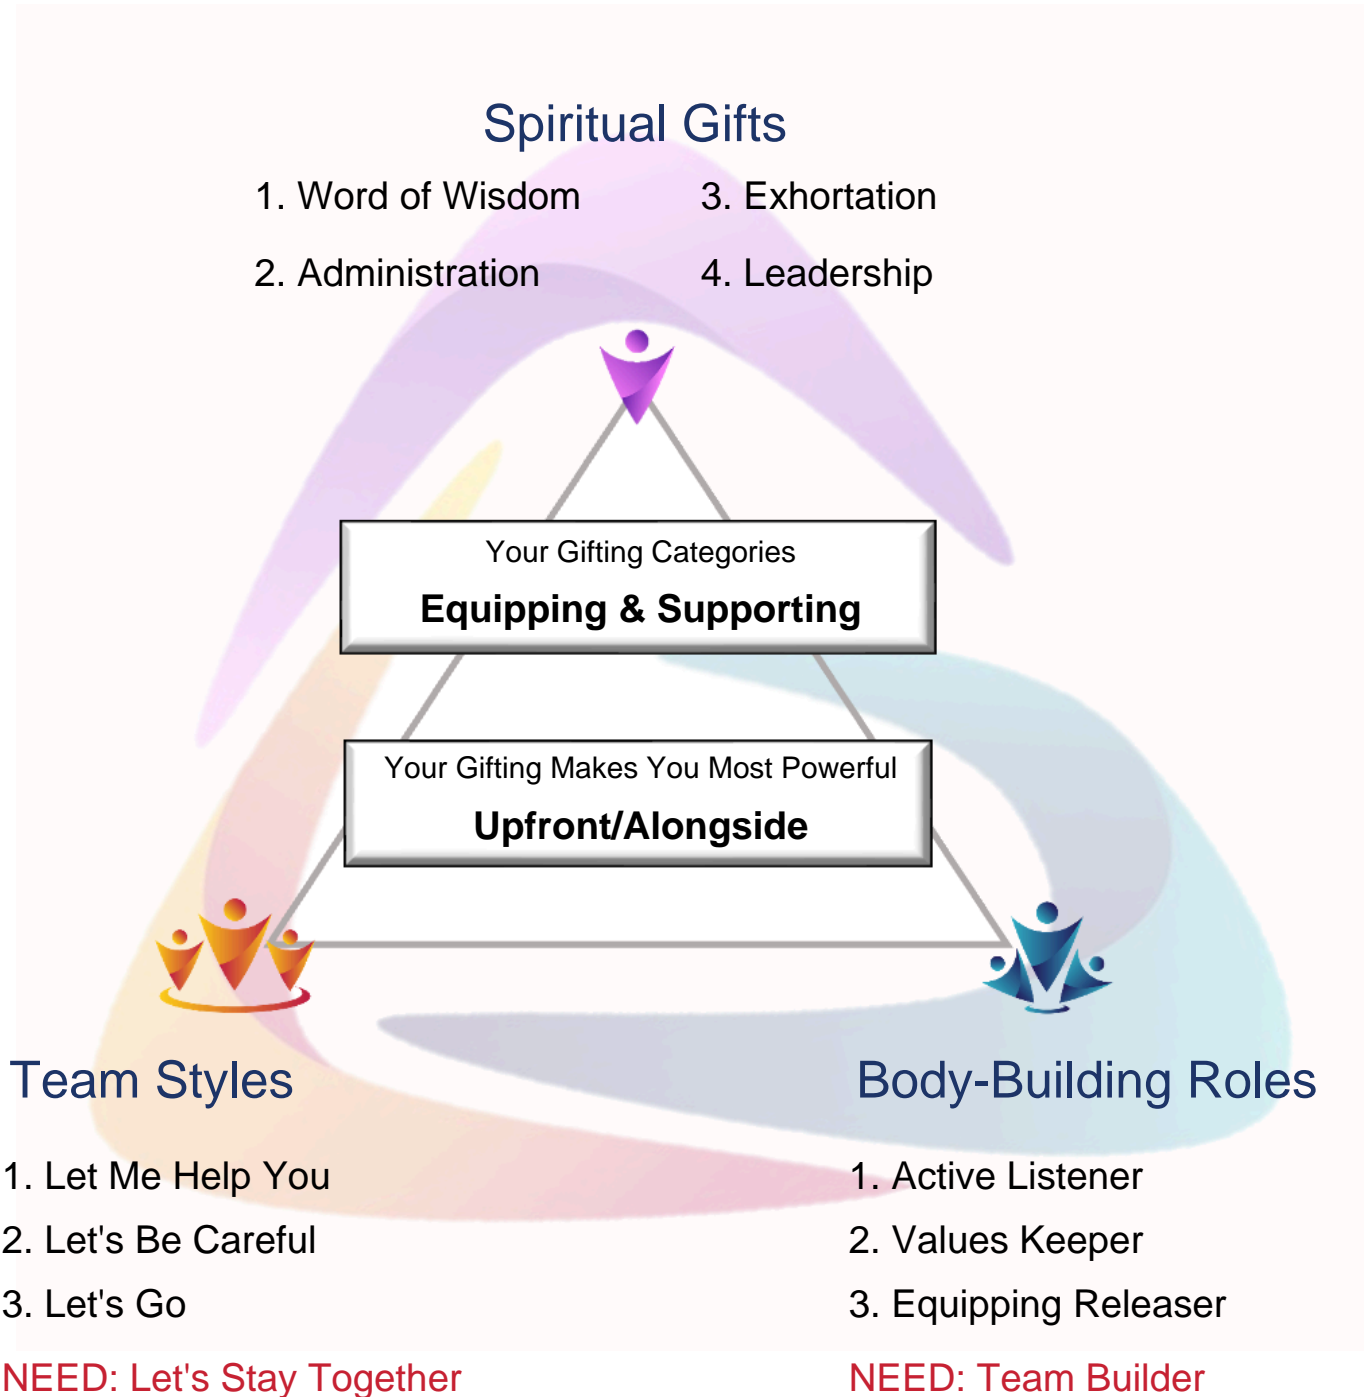 Spiritual Gifts
1. Word of Wisdom
3. Exhortation
2. Administration
4. Leadership
Your Gifting Categories
Equipping & Supporting
Your Gifting Makes You Most Powerful
Upfront/Alongside
Team Styles
1. Let Me Help You
2. Let's Be Careful
3. Let's Go
NEED: Let's Stay Together
Body-Building Roles
1. Active Listener
2. Values Keeper
3. Equipping Releaser
NEED: Team Builder